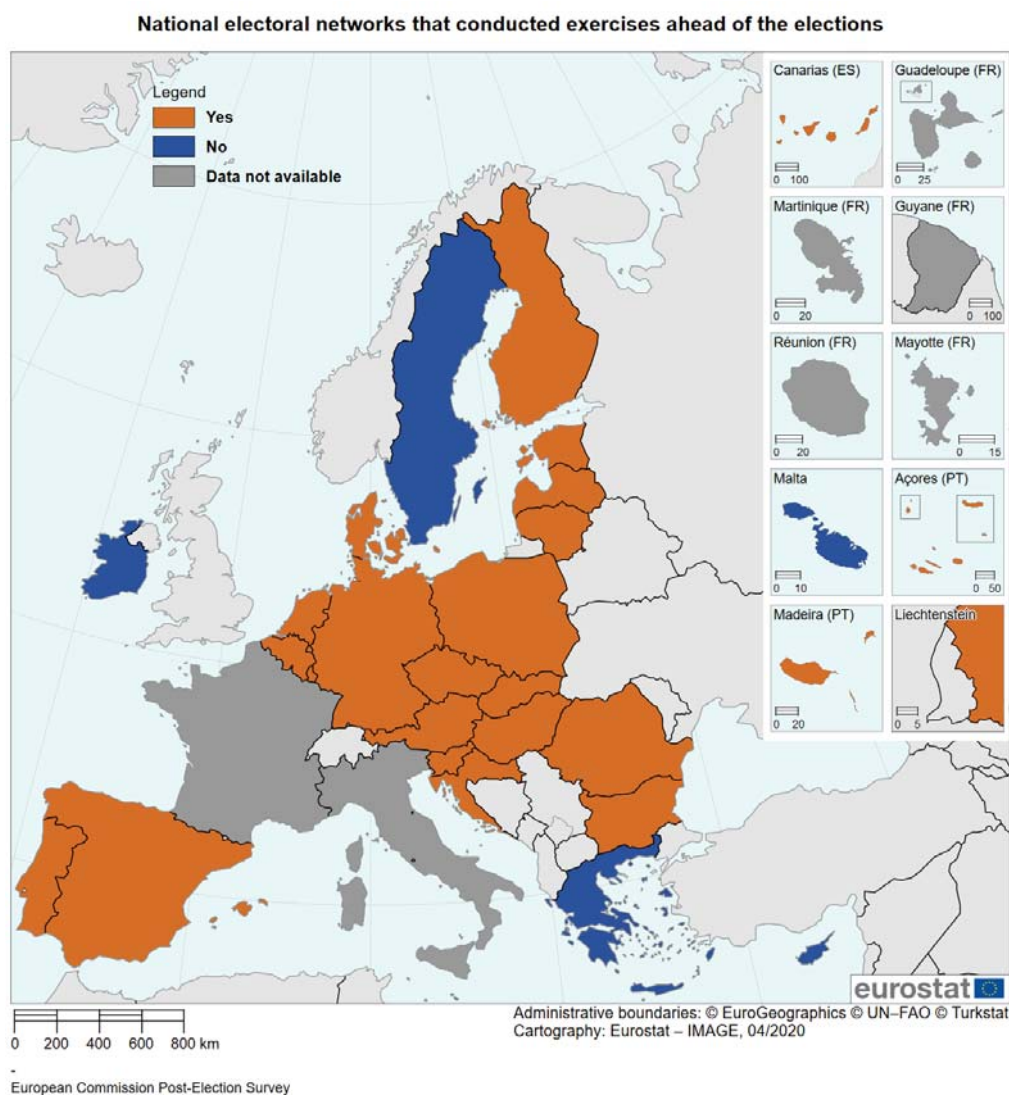 National electoral networks that conducted exercises ahead of the elections
Legend
Yes
No
Data not available
Canarias (ES)
0 100
Guadeloupe (FR)
0 25
Martinique (FR)
0 20
Guyane (FR)
0 100
Réunion (FR)
0 20
Mayotte (FR)
0 15
Malta
0 10
Açores (PT)
0 50
Madeira (PT)
0 20
Liechtenstein
0 5
eurostat
Administrative boundaries: © EuroGeographics © UN–FAO © Turkstat
Cartography: Eurostat – IMAGE, 04/2020
0 200 400 600 800 km
-
European Commission Post-Election Survey